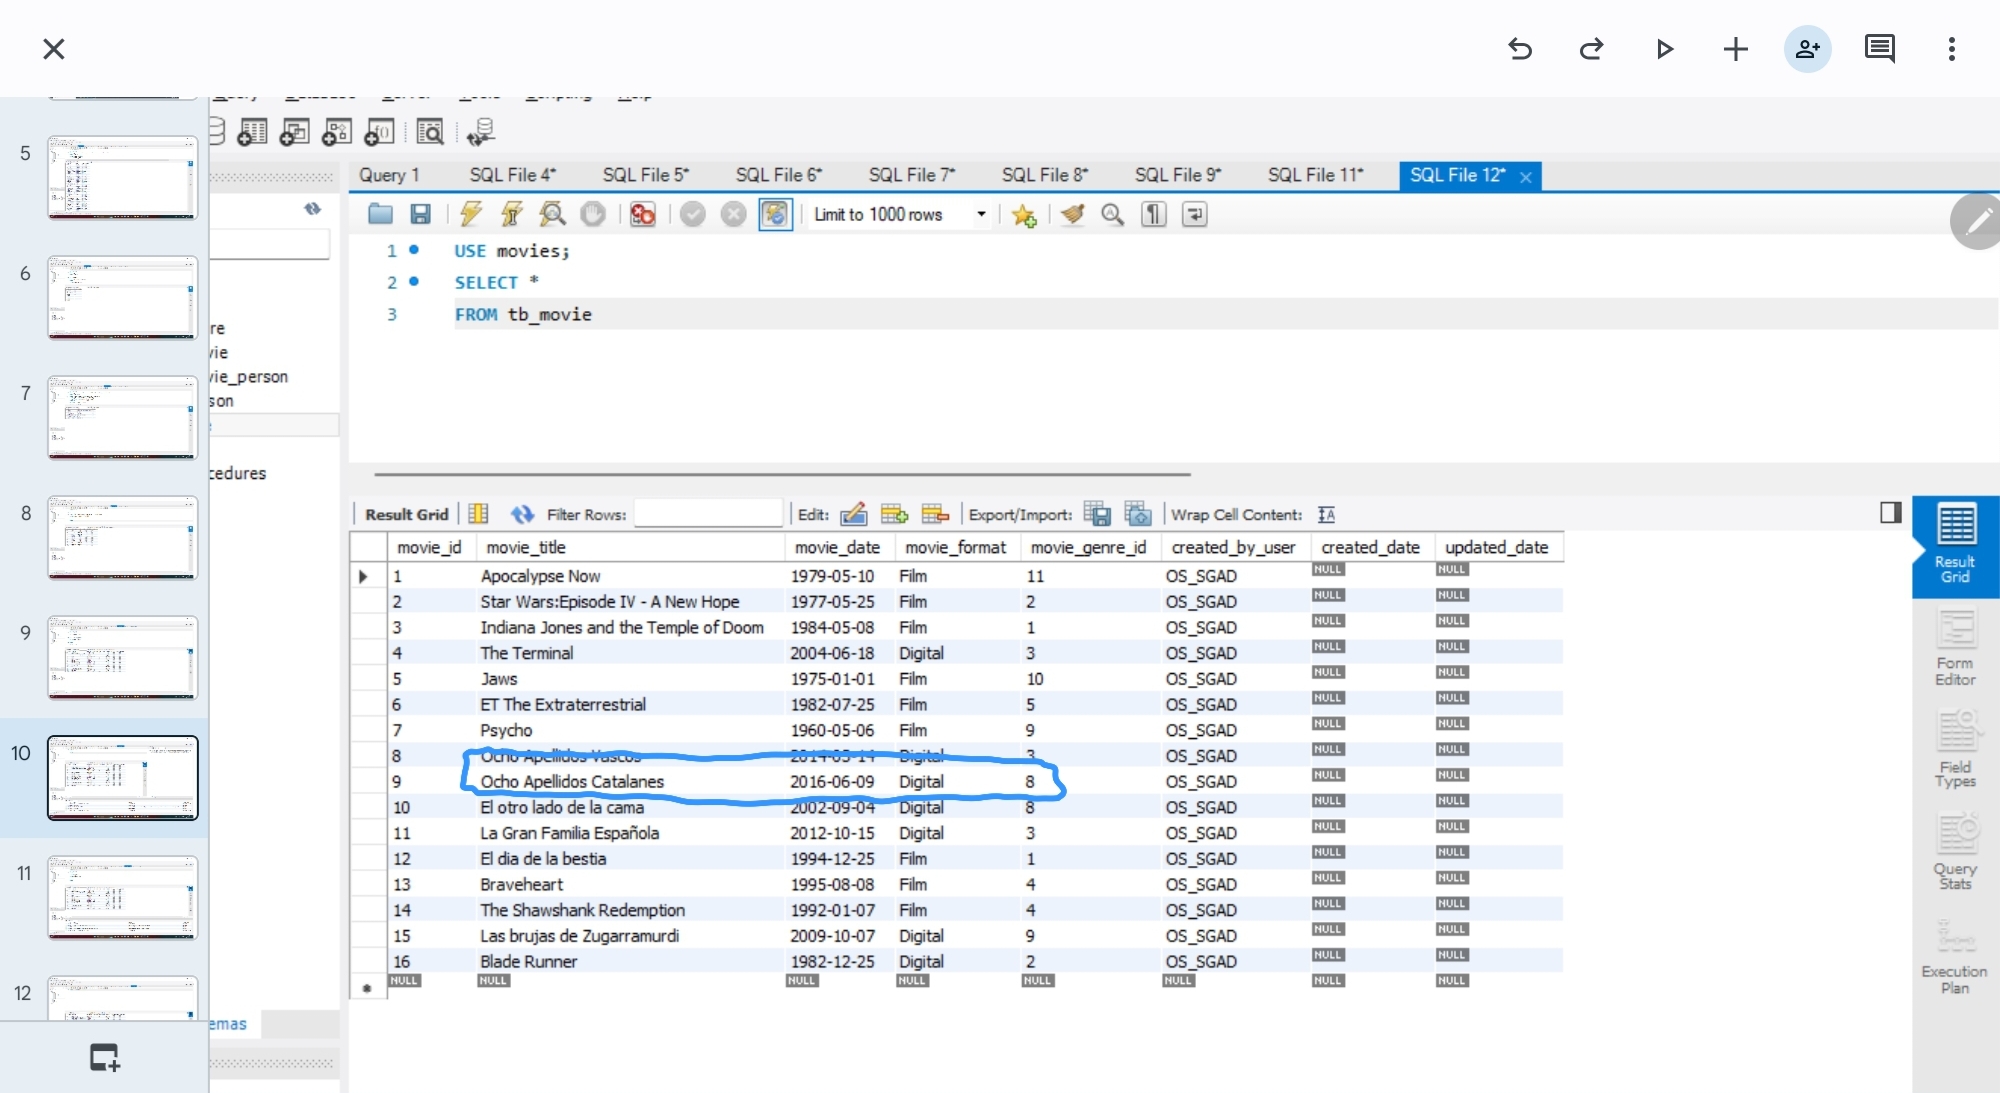 5
6
7
8
9
10
11
12
re
vie
vie_person
son
cedures
emas
Query 1 SQL File 4* SQL File 5* SQL File 6* SQL File 7* SQL File 8* SQL File 9* SQL File 11* SQL File 12*
Limit to 1000 rows
1 USE movies;
2 SELECT *
3 FROM tb_movie
Result Grid Filter Rows: Edit: Export/Import: Wrap Cell Content:
movie_id movie_title movie_date movie_format movie_genre_id created_by_user created_date updated_date
1 Apocalypse Now 1979-05-10 Film 11 OS_SGAD NULL NULL
2 Star Wars:Episode IV - A New Hope 1977-05-25 Film 2 OS_SGAD NULL NULL
3 Indiana Jones and the Temple of Doom 1984-05-08 Film 1 OS_SGAD NULL NULL
4 The Terminal 2004-06-18 Digital 3 OS_SGAD NULL NULL
5 Jaws 1975-01-01 Film 10 OS_SGAD NULL NULL
6 ET The Extraterrestrial 1982-07-25 Film 5 OS_SGAD NULL NULL
7 Psycho 1960-05-06 Film 9 OS_SGAD NULL NULL
8 Ocho Apellidos Vascos 2014-03-14 Digital 3 OS_SGAD NULL NULL
9 Ocho Apellidos Catalanes 2016-06-09 Digital 8 OS_SGAD NULL NULL
10 El otro lado de la cama 2002-09-04 Digital 8 OS_SGAD NULL NULL
11 La Gran Familia Española 2012-10-15 Digital 3 OS_SGAD NULL NULL
12 El dia de la bestia 1994-12-25 Film 1 OS_SGAD NULL NULL
13 Braveheart 1995-08-08 Film 4 OS_SGAD NULL NULL
14 The Shawshank Redemption 1992-01-07 Film 4 OS_SGAD NULL NULL
15 Las brujas de Zugarramurdi 2009-10-07 Digital 9 OS_SGAD NULL NULL
16 Blade Runner 1982-12-25 Digital 2 OS_SGAD NULL NULL
NULL NULL NULL NULL NULL NULL NULL NULL
Result
Grid
Form
Editor
Field
Types
Query
Stats
Execution
Plan